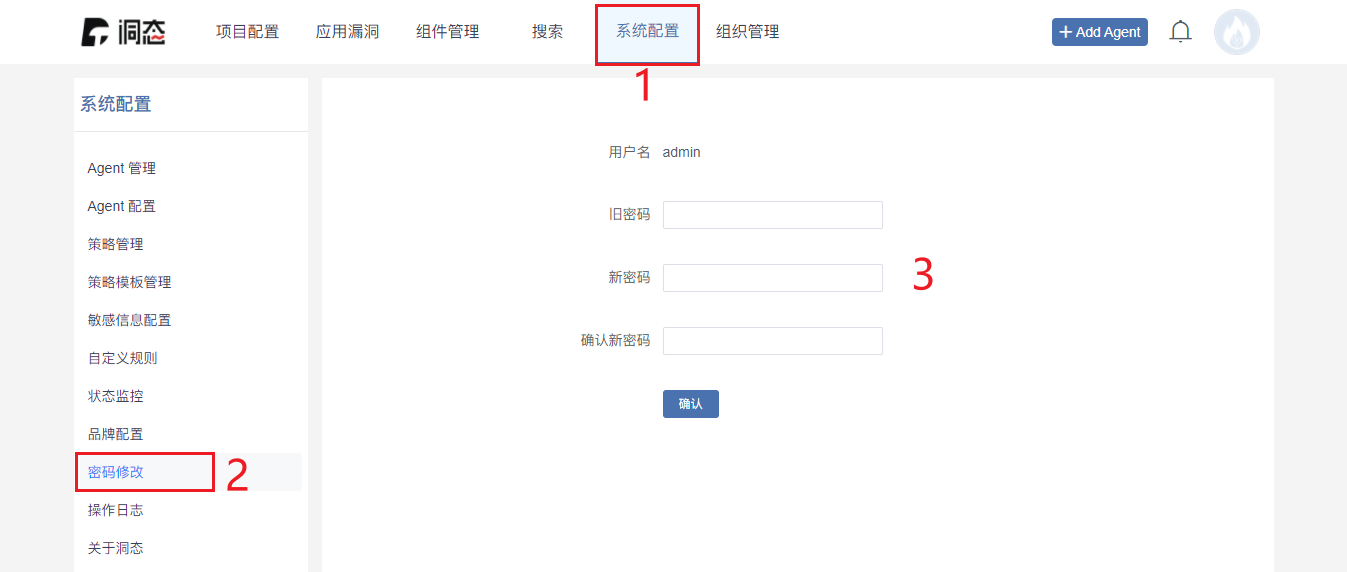 洞态 项目配置 应用漏洞 组件管理 搜索 系统配置 组织管理 + Add Agent
1
系统配置
Agent 管理
Agent 配置
策略管理
策略模板管理
敏感信息配置
自定义规则
状态监控
品牌配置
密码修改 2
操作日志
关于洞态
用户名 admin
旧密码
新密码 3
确认新密码
确认